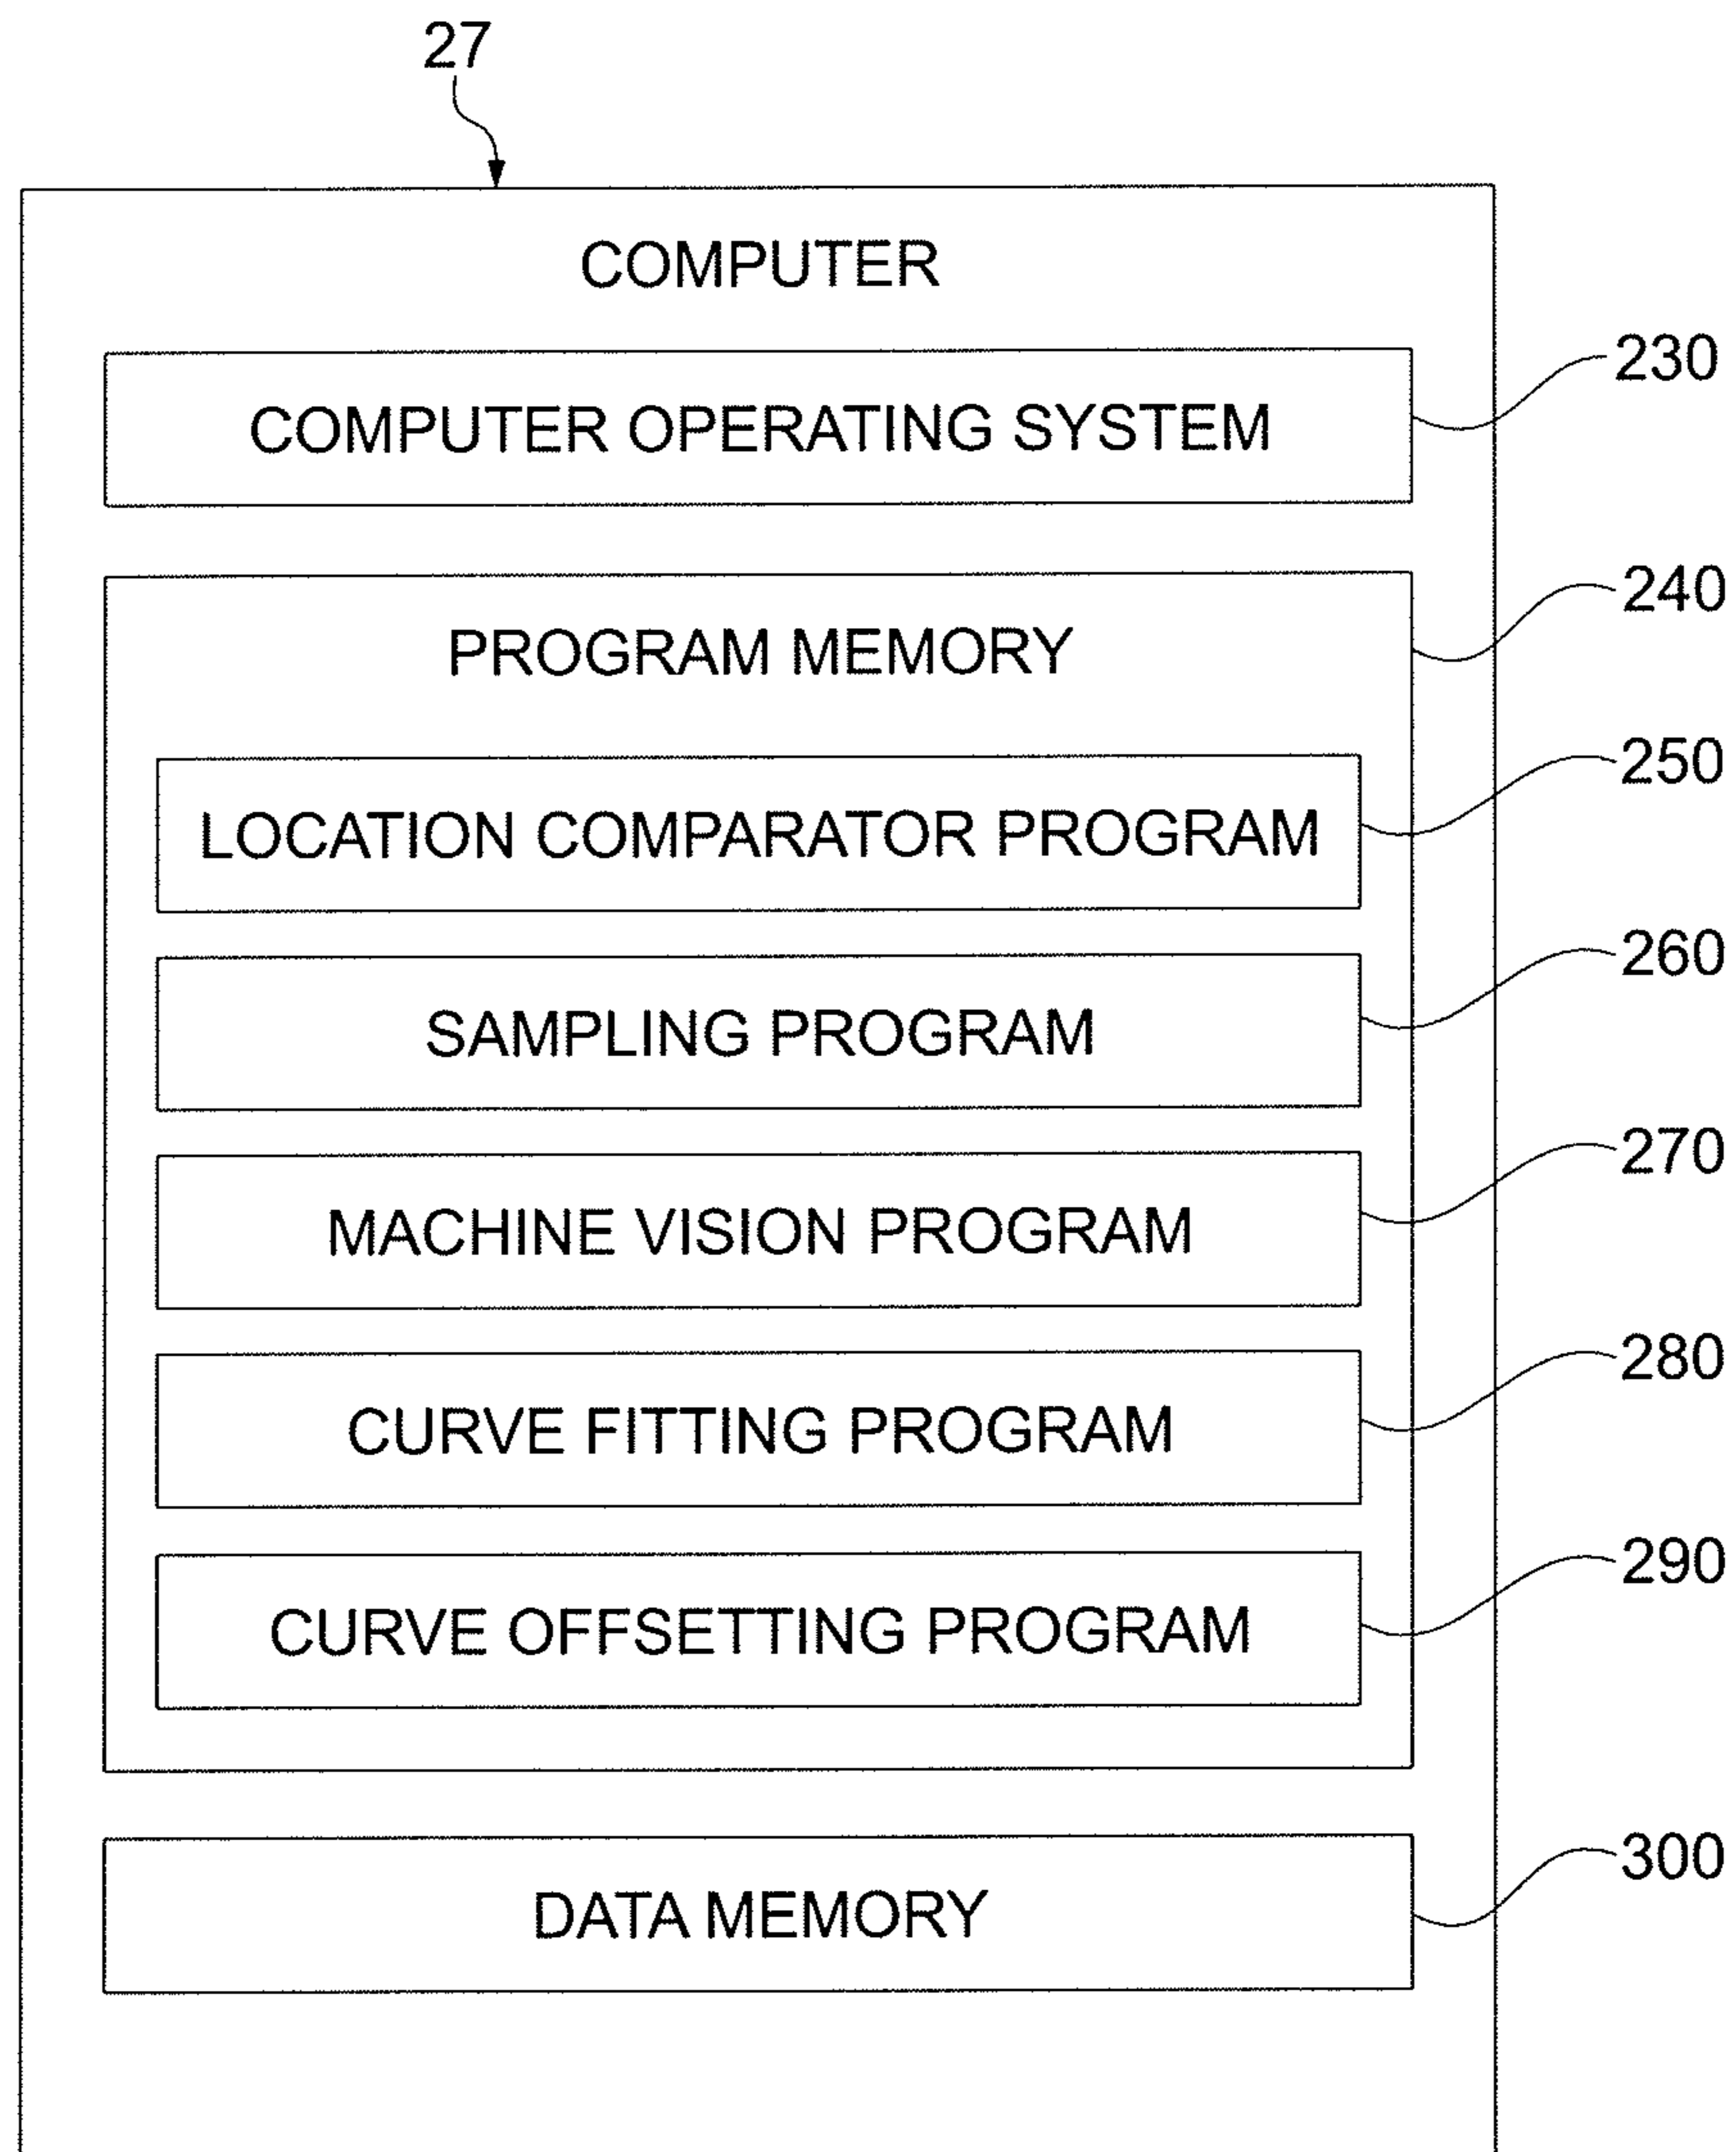 27
COMPUTER
COMPUTER OPERATING SYSTEM
230
PROGRAM MEMORY
240
LOCATION COMPARATOR PROGRAM
250
SAMPLING PROGRAM
260
MACHINE VISION PROGRAM
270
CURVE FITTING PROGRAM
280
CURVE OFFSETTING PROGRAM
290
DATA MEMORY
300